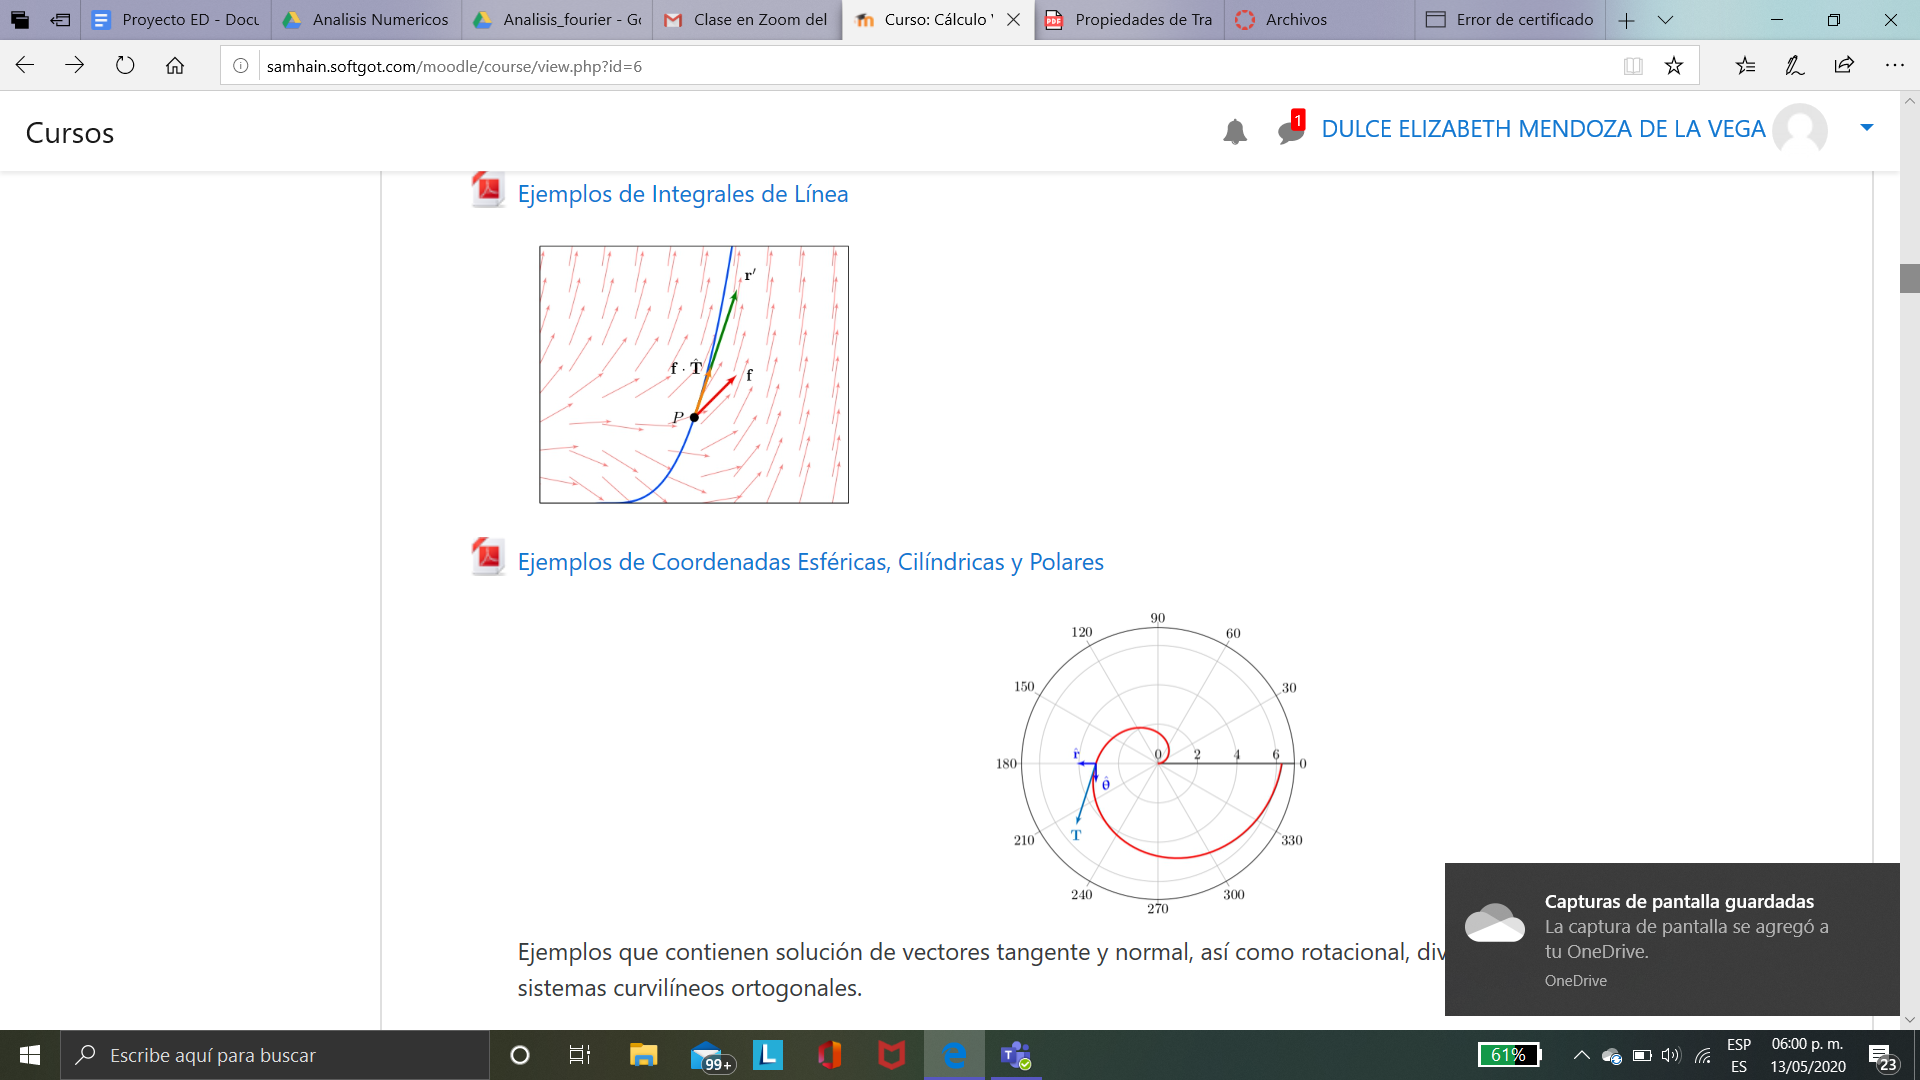 Proyecto ED - Docu
Analisis Numericos
Analisis_fourier - Go
Clase en Zoom del
Curso: Cálculo V
Propiedades de Tra
Archivos
Error de certificado
samhain.softgot.com/moodle/course/view.php?id=6
Cursos
1
DULCE ELIZABETH MENDOZA DE LA VEGA
Ejemplos de Integrales de Línea
r′
f · T̂
f
P
Ejemplos de Coordenadas Esféricas, Cilíndricas y Polares
90
120
60
150
30
r̂
0 2 4 6
180
0
θ̂
T
210
330
240
300
270
Ejemplos que contienen solución de vectores tangente y normal, así como rotacional, div
sistemas curvilíneos ortogonales.
Capturas de pantalla guardadas
La captura de pantalla se agregó a
tu OneDrive.
OneDrive
Escribe aquí para buscar
99+
L
61%
ESP
ES
06:00 p. m.
13/05/2020
23